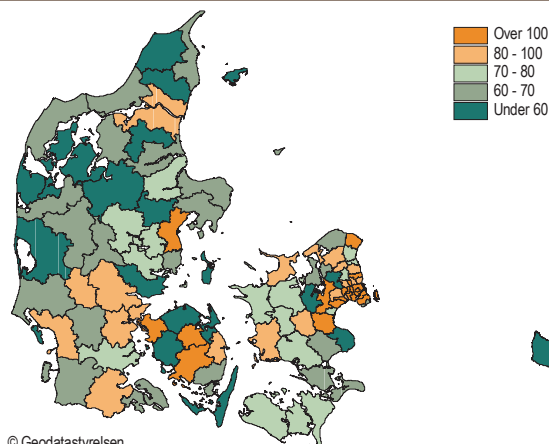 Over 100
80 - 100
70 - 80
60 - 70
Under 60
© Geodatastyrelsen